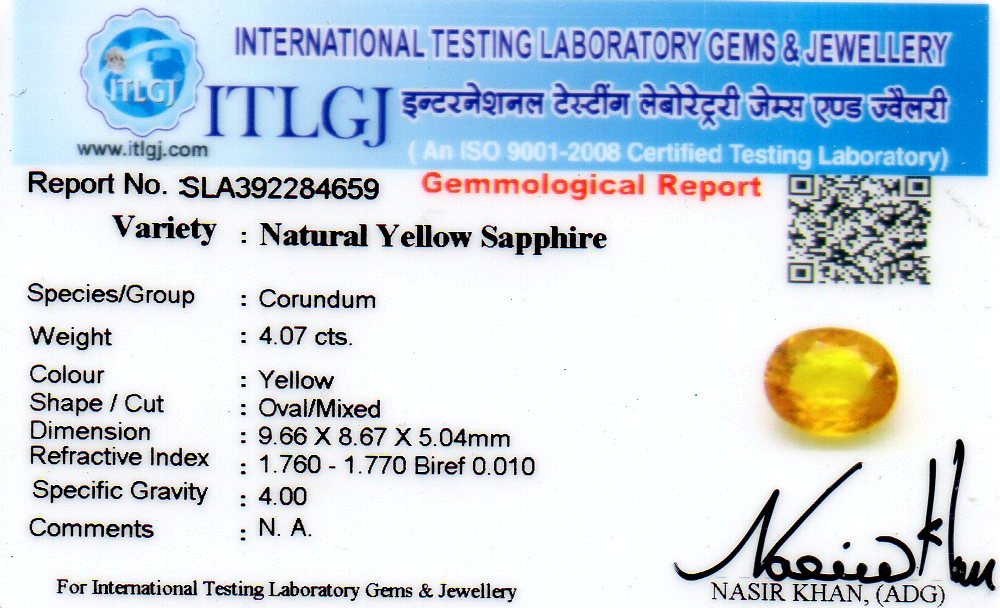 INTERNATIONAL TESTING LABORATORY GEMS & JEWELLERY
ITLGJ
ITLGJ इन्टरनेशनल टेस्टींग लेबोरेट्ररी जेम्स एण्ड ज्वैलरी
www.itlgj.com
( An ISO 9001-2008 Certified Testing Laboratory)
Report No. :SLA392284659
Gemmological Report
Variety : Natural Yellow Sapphire
Species/Group : Corundum
Weight : 4.07 cts.
Colour : Yellow
Shape / Cut : Oval/Mixed
Dimension : 9.66 X 8.67 X 5.04mm
Refractive Index : 1.760 - 1.770 Biref 0.010
Specific Gravity : 4.00
Comments : N. A.
Nasir Khan
For International Testing Laboratory Gems & Jewellery
NASIR KHAN, (ADG)